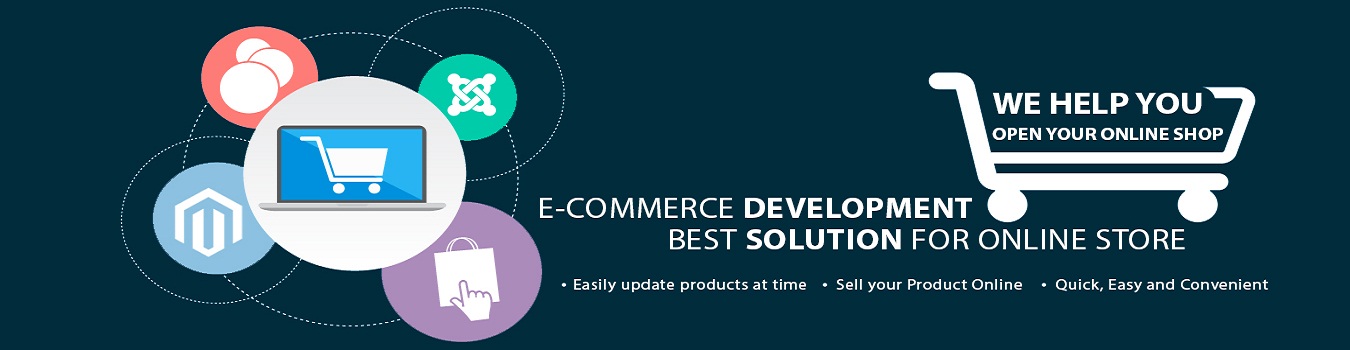 WE HELP YOU
OPEN YOUR ONLINE SHOP
E-COMMERCE DEVELOPMENT
BEST SOLUTION FOR ONLINE STORE
• Easily update products at time • Sell your Product Online • Quick, Easy and Convenient